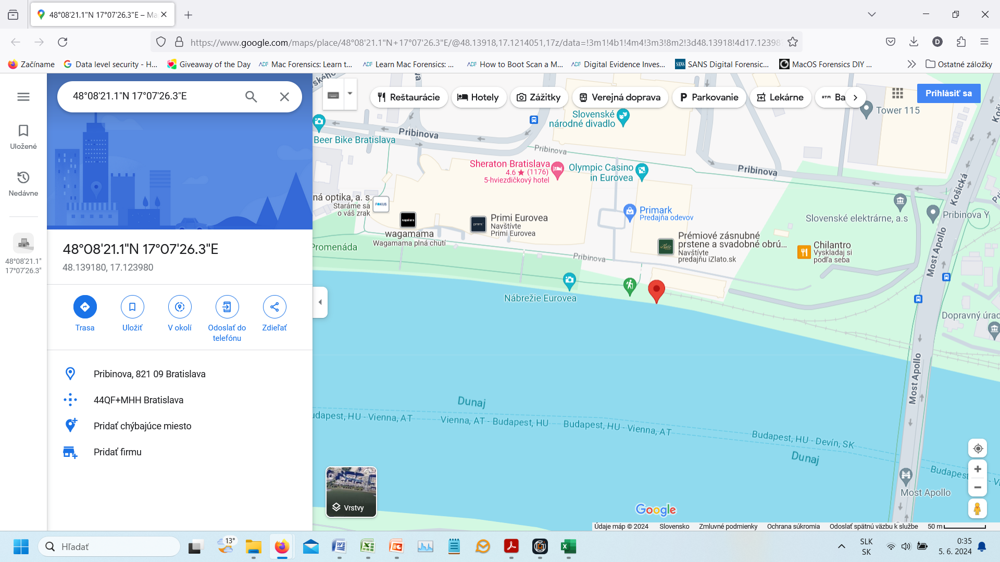 48°08'21.1"N 17°07'26.3"E – Ma
https://www.google.com/maps/place/48°08'21.1"N+17°07'26.3"E/@48.13918,17.1214051,17z/data=!3m1!4b1!4m4!3m3!8m2!3d48.13918!4d17.12398
D
Začíname
Data level security - H...
Giveaway of the Day
Mac Forensics: Learn t...
Learn Mac Forensics: ...
How to Boot Scan a M...
Digital Evidence Inves...
SANS Digital Forensic...
MacOS Forensics DIY ...
Ostatné záložky
48°08'21.1"N 17°07'26.3"E
Reštaurácie
Hotely
Zážitky
Verejná doprava
Parkovanie
Lekárne
Ba
Prihlásiť sa
Uložené
Nedávne
48°08'21.1"
17°07'26.3"
48°08'21.1"N 17°07'26.3"E
48.139180, 17.123980
Trasa
Uložiť
V okolí
Odoslať do
telefónu
Zdieľať
Pribinova, 821 09 Bratislava
44QF+MHH Bratislava
Pridať chýbajúce miesto
Pridať firmu
Tower 115
Slovenské
národné divadlo
Pribinova
Beer Bike Bratislava
Pribinova
Sheraton Bratislava
4.6 ★ (1176)
5-hviezdičkový hotel
Olympic Casino
in Eurovea
Pribinova
Košická
ná optika, a. s.
Staráme sa
o váš zrak
FOKUS
wagamama
Wagamama plná chutí
Primi Eurovea
Navštívte
Primi Eurovea
Primark
Predajňa odevov
Slovenské elektrárne, a.s
Pribinova Y
Prémiové zásnubné
prstene a svadobné obrú...
Navštívte
predajňu iZlato.sk
Chilantro
Vyskladaj si
podľa seba
Promenáda
Pribinova
Most Apollo
Nábrežie Eurovea
Dopravný úrad
Most Apollo
Dunaj
udapest, HU - Vienna, AT
Vienna, AT - Budapest, HU
Budapest, HU - Vienna, AT
Budapest, HU - Devín, SK
Dunaj
Budapest,
Most Apollo
Vrstvy
Google
Údaje máp © 2024
Slovensko
Zmluvné podmienky
Ochrana súkromia
Odoslať spätnú väzbu k službe
50 m
Hľadať
13°
SLK
SK
0:35
5. 6. 2024